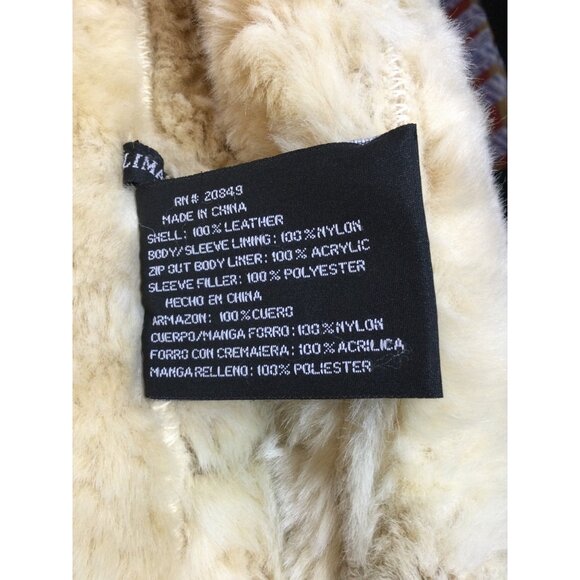 RN# 20849
MADE IN CHINA
SHELL: 100% LEATHER
BODY/SLEEVE LINING: 100% NYLON
ZIP OUT BODY LINER: 100% ACRYLIC
SLEEVE FILLER: 100% POLYESTER
HECHO EN CHINA
ARMAZON: 100% CUERO
CUERPO/MANGA FORRO: 100% NYLON
FORRO CON CREMAIERA: 100% ACRILICA
MANGA RELLENO: 100% POLIESTER